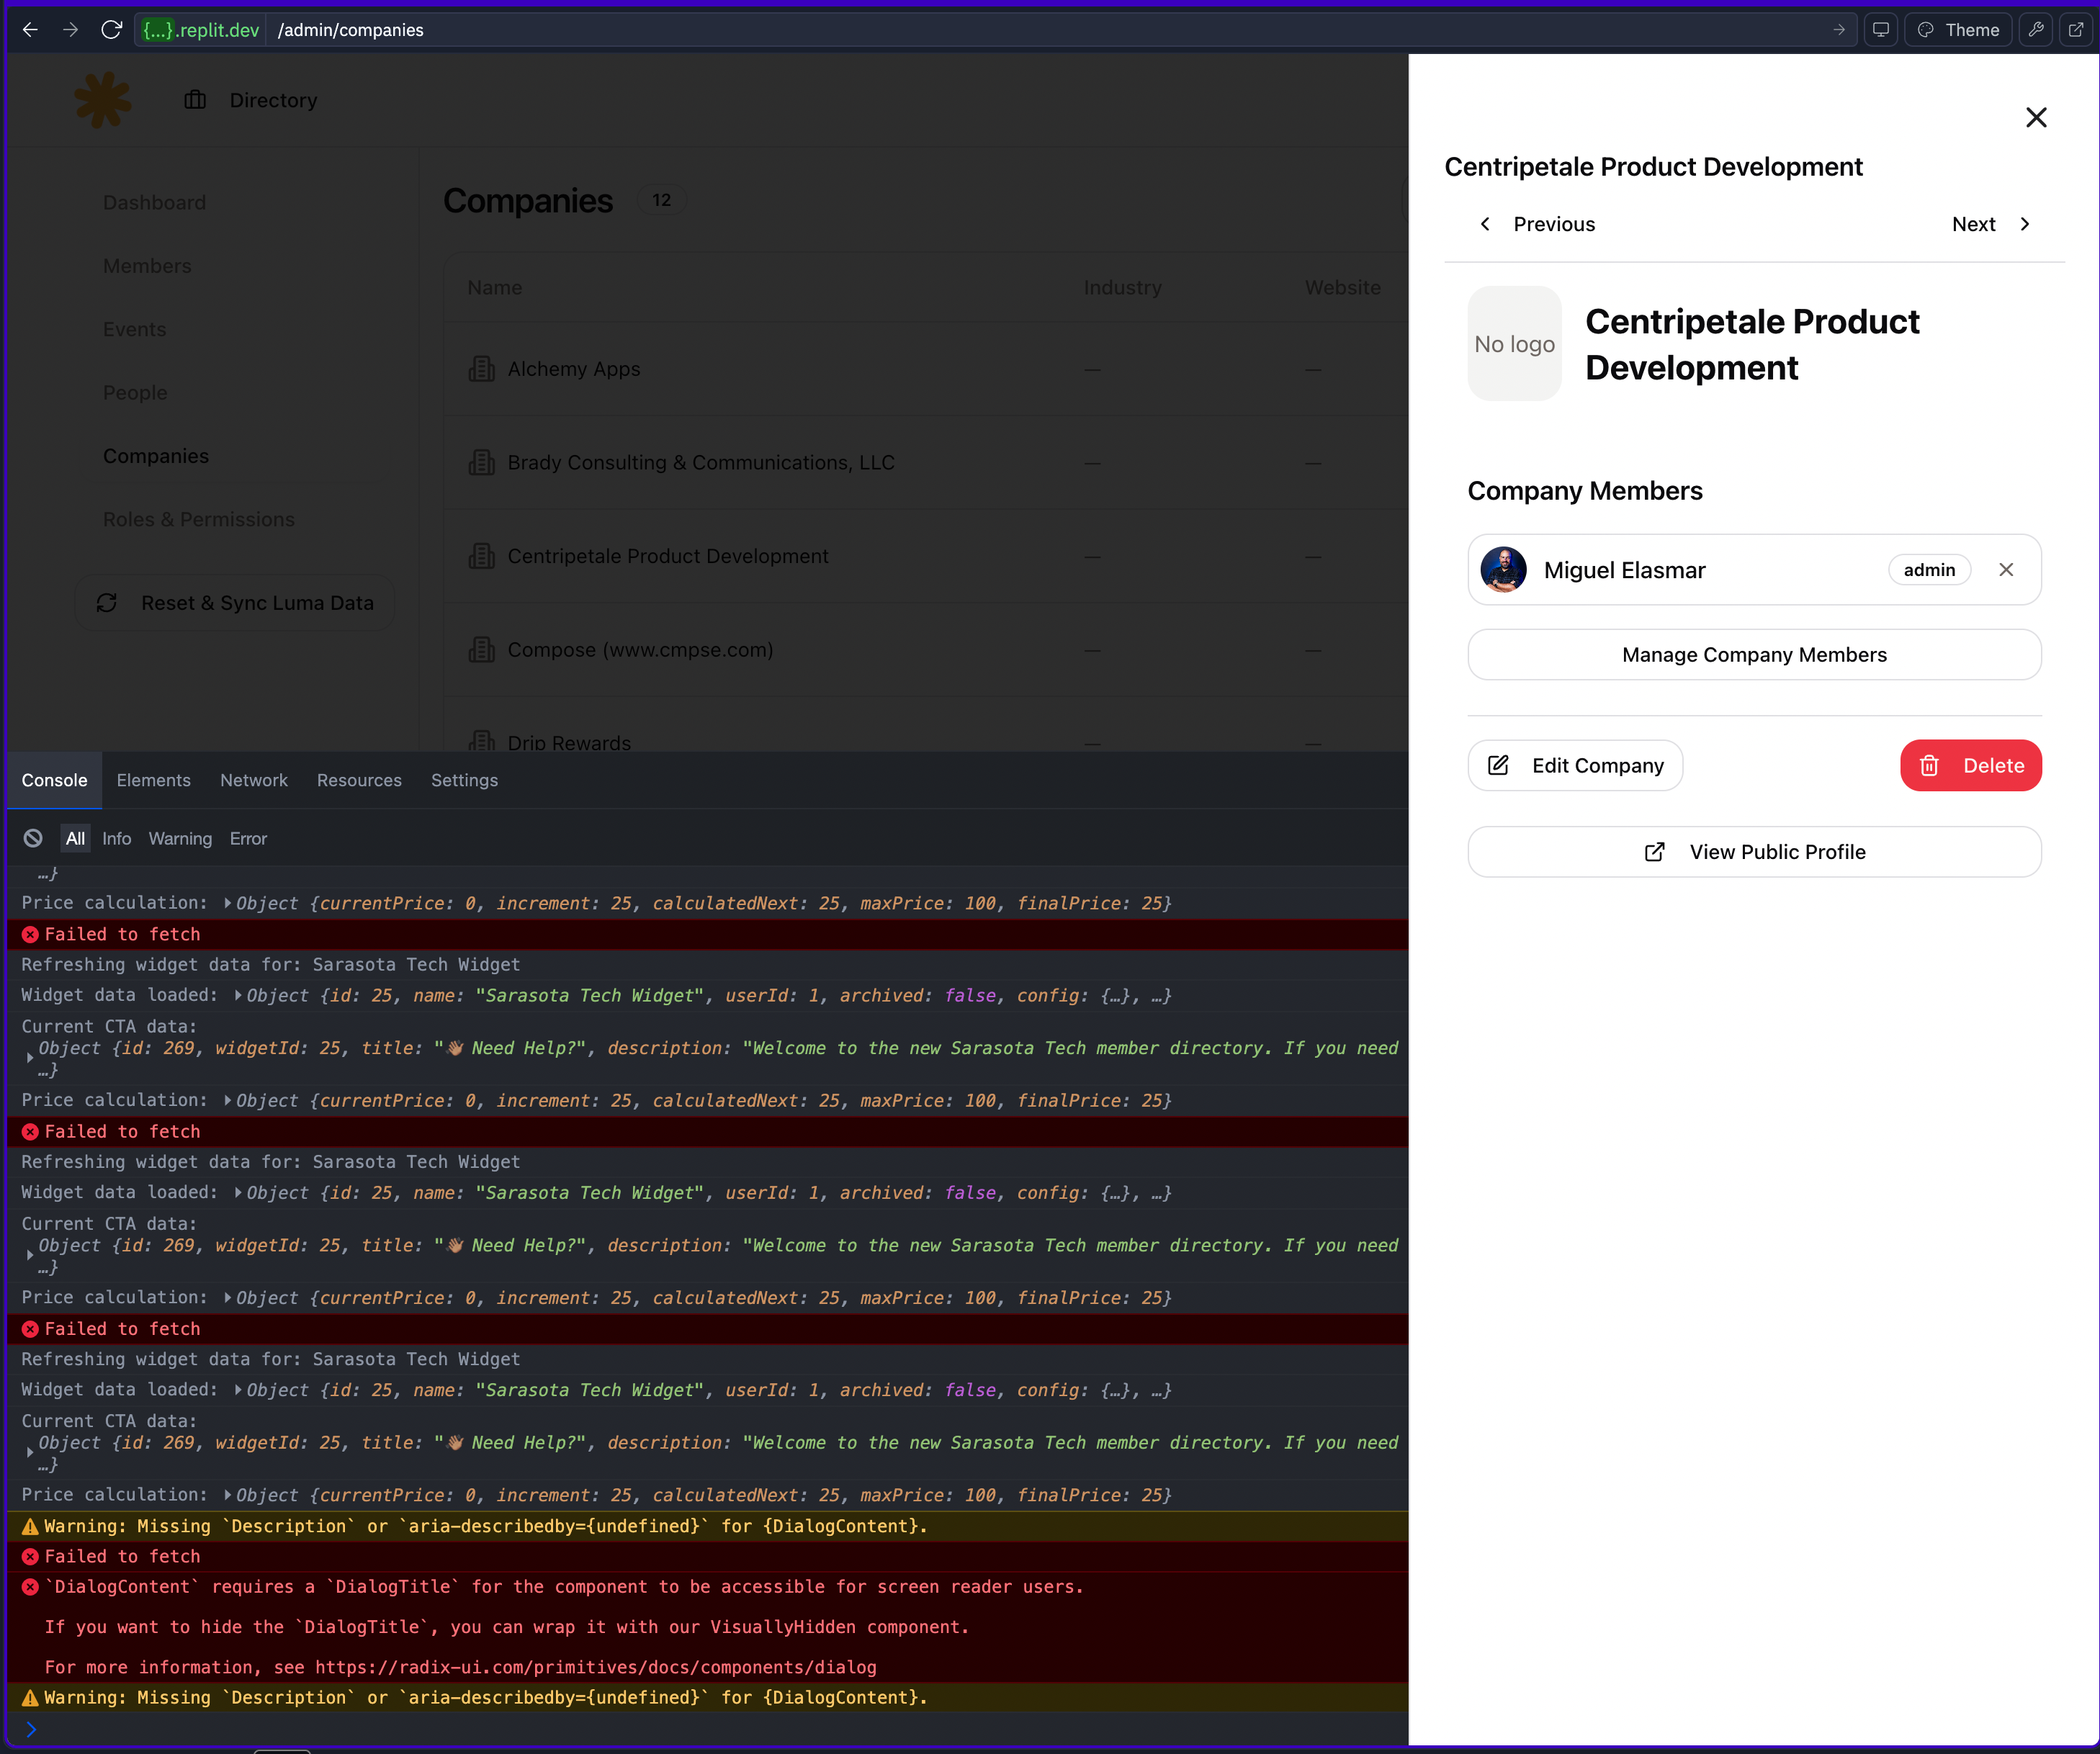 {...}.replit.dev /admin/companies
Theme
Directory
Dashboard
Members
Events
People
Companies
Roles & Permissions
Reset & Sync Luma Data
Companies 12
Name Industry Website
Alchemy Apps — —
Brady Consulting & Communications, LLC — —
Centripetale Product Development — —
Compose (www.cmpse.com) — —
Drip Rewards — —
Centripetale Product Development
Previous Next
No logo
Centripetale Product
Development
Company Members
Miguel Elasmar admin
Manage Company Members
Edit Company Delete
View Public Profile
Console Elements Network Resources Settings
All Info Warning Error
…}
Price calculation: Object {currentPrice: 0, increment: 25, calculatedNext: 25, maxPrice: 100, finalPrice: 25}
Failed to fetch
Refreshing widget data for: Sarasota Tech Widget
Widget data loaded: Object {id: 25, name: "Sarasota Tech Widget", userId: 1, archived: false, config: {…}, …}
Current CTA data:
Object {id: 269, widgetId: 25, title: "👋🏽 Need Help?", description: "Welcome to the new Sarasota Tech member directory. If you need
…}
Price calculation: Object {currentPrice: 0, increment: 25, calculatedNext: 25, maxPrice: 100, finalPrice: 25}
Failed to fetch
Refreshing widget data for: Sarasota Tech Widget
Widget data loaded: Object {id: 25, name: "Sarasota Tech Widget", userId: 1, archived: false, config: {…}, …}
Current CTA data:
Object {id: 269, widgetId: 25, title: "👋🏽 Need Help?", description: "Welcome to the new Sarasota Tech member directory. If you need
…}
Price calculation: Object {currentPrice: 0, increment: 25, calculatedNext: 25, maxPrice: 100, finalPrice: 25}
Failed to fetch
Refreshing widget data for: Sarasota Tech Widget
Widget data loaded: Object {id: 25, name: "Sarasota Tech Widget", userId: 1, archived: false, config: {…}, …}
Current CTA data:
Object {id: 269, widgetId: 25, title: "👋🏽 Need Help?", description: "Welcome to the new Sarasota Tech member directory. If you need
…}
Price calculation: Object {currentPrice: 0, increment: 25, calculatedNext: 25, maxPrice: 100, finalPrice: 25}
Warning: Missing `Description` or `aria-describedby={undefined}` for {DialogContent}.
Failed to fetch
`DialogContent` requires a `DialogTitle` for the component to be accessible for screen reader users.
If you want to hide the `DialogTitle`, you can wrap it with our VisuallyHidden component.
For more information, see https://radix-ui.com/primitives/docs/components/dialog
Warning: Missing `Description` or `aria-describedby={undefined}` for {DialogContent}.